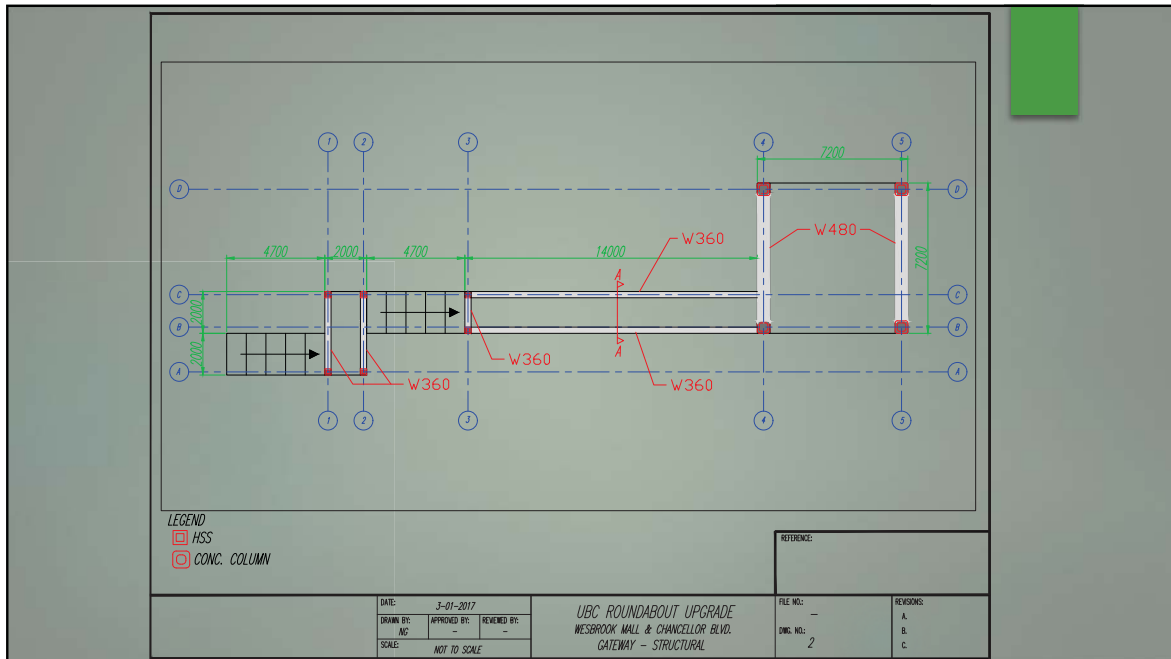 1 2 3 4 5
7200
D D
W360
W480
4700 2000 4700 14000
7200
A
C C
2000
B B
A
W360
2000
W360
W360
A A
1 2 3 4 5
LEGEND
HSS
CONC. COLUMN
REFERENCE:
DATE: 3-01-2017
DRAWN BY: NG
APPROVED BY: -
REVIEWED BY: -
SCALE: NOT TO SCALE
UBC ROUNDABOUT UPGRADE
WESBROOK MALL & CHANCELLOR BLVD.
GATEWAY - STRUCTURAL
FILE NO.: -
DWG. NO.: 2
REVISIONS:
A.
B.
C.